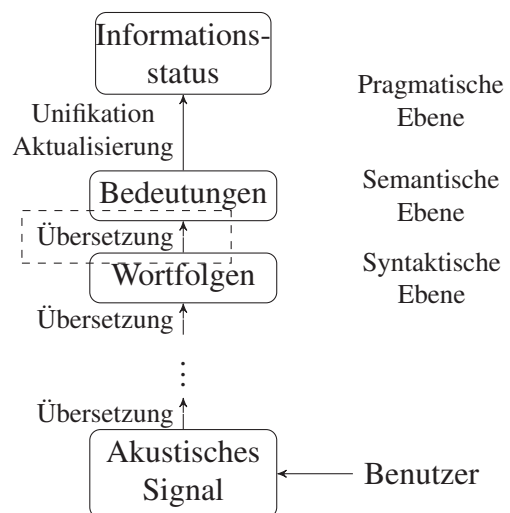 Informations-
status
Pragmatische
Ebene
Unifikation
Aktualisierung
Bedeutungen
Semantische
Ebene
Übersetzung
Wortfolgen
Syntaktische
Ebene
Übersetzung
⋮
Übersetzung
Akustisches
Signal
Benutzer